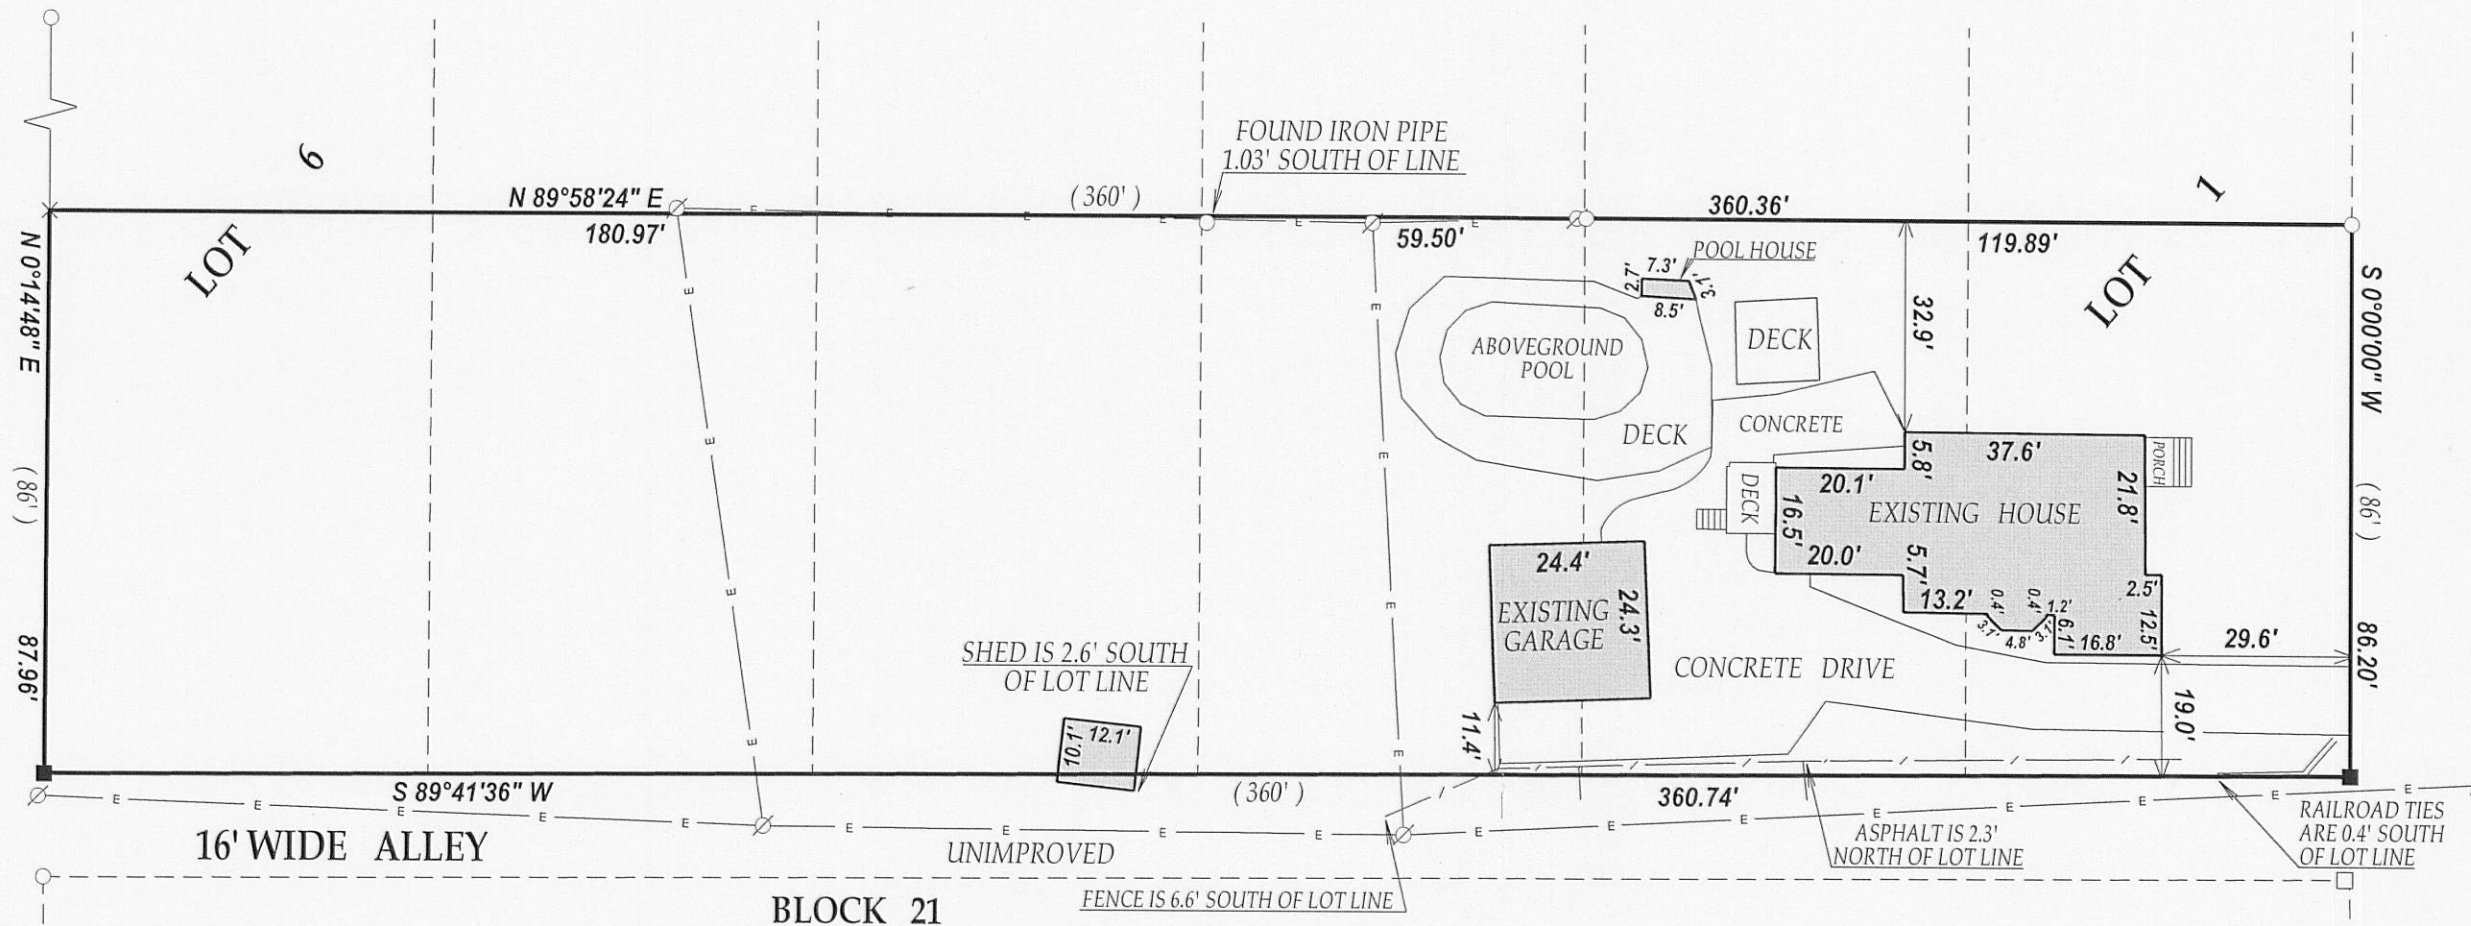 FOUND IRON PIPE
1.03' SOUTH OF LINE
6
LOT
N 89°58'24" E
180.97'
( 360' )
59.50'
360.36'
119.89'
1
LOT
N 0°14'48" E
( 86' )
87.96'
S 0°00'00" W
( 86' )
86.20'
POOL HOUSE
7.3'
2.7'
3.1'
8.5'
ABOVEGROUND
POOL
DECK
DECK
CONCRETE
32.9'
DECK
PORCH
37.6'
5.8'
20.1'
21.8'
EXISTING HOUSE
16.5'
20.0'
5.7'
13.2'
0.4'
0.4'
1.2'
3.1'
4.8'
3.1'
6.1'
16.8'
2.5'
12.5'
29.6'
19.0'
24.4'
EXISTING
GARAGE
24.3'
CONCRETE DRIVE
11.4'
SHED IS 2.6' SOUTH
OF LOT LINE
10.1'
12.1'
S 89°41'36" W
( 360' )
360.74'
E E E E E E E E E E E E E E E E E E E E E E E E E E E E E E E E E
16' WIDE ALLEY
UNIMPROVED
ASPHALT IS 2.3'
NORTH OF LOT LINE
RAILROAD TIES
ARE 0.4' SOUTH
OF LOT LINE
FENCE IS 6.6' SOUTH OF LOT LINE
BLOCK 21